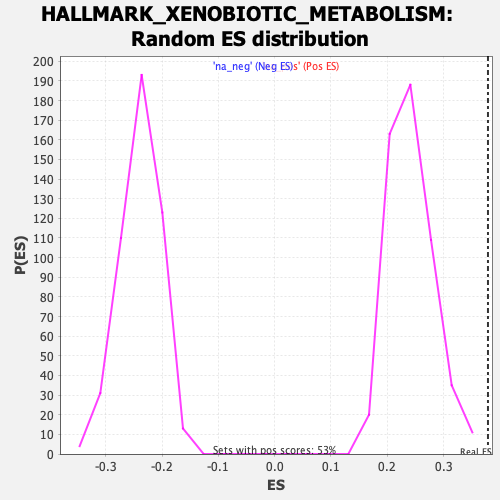 HALLMARK_XENOBIOTIC_METABOLISM:
Random ES distribution
'na_neg' (Neg ES)s' (Pos ES)
P(ES)
200
190
180
170
160
150
140
130
120
110
100
90
80
70
60
50
40
30
20
10
0
Sets with pos scores: 53%
Real ES
-0.3 -0.2 -0.1 0.0 0.1 0.2 0.3
ES